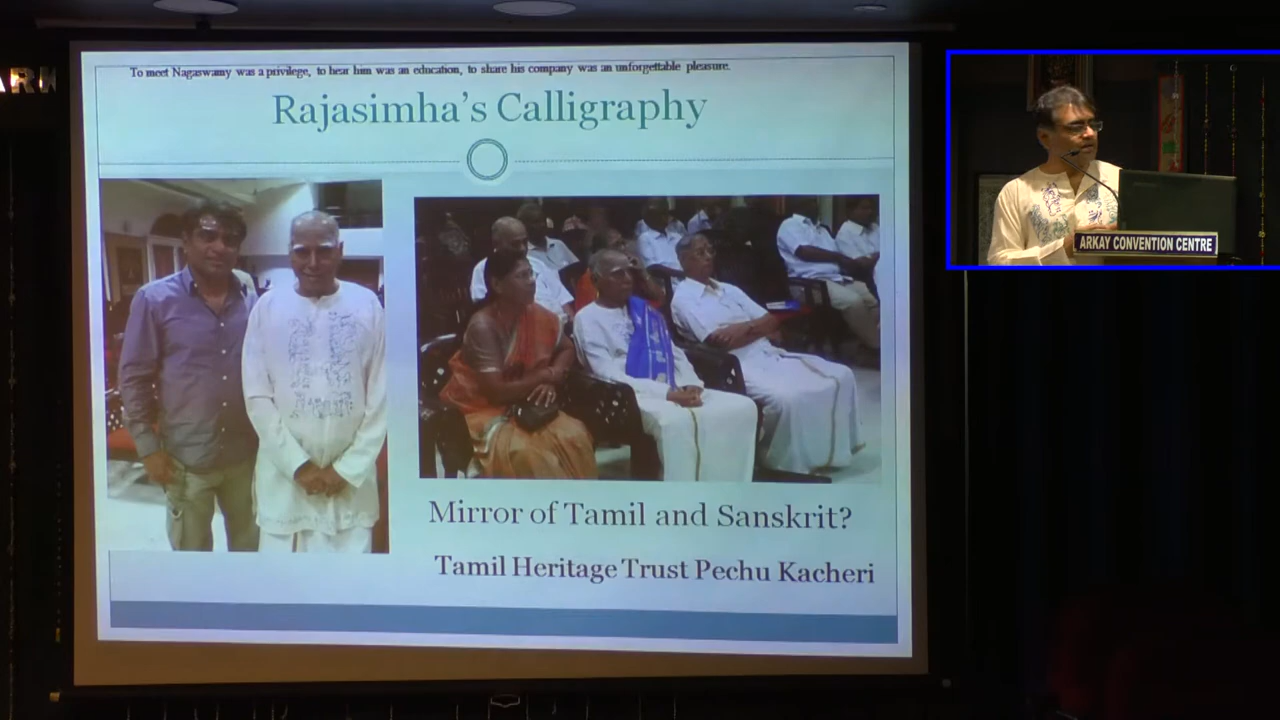 To meet Nagaswamy was a privilege, to hear him was an education, to share his company was an unforgettable pleasure.
Rajasimha's Calligraphy
Mirror of Tamil and Sanskrit?
Tamil Heritage Trust Pechu Kacheri
ARKAY CONVENTION CENTRE